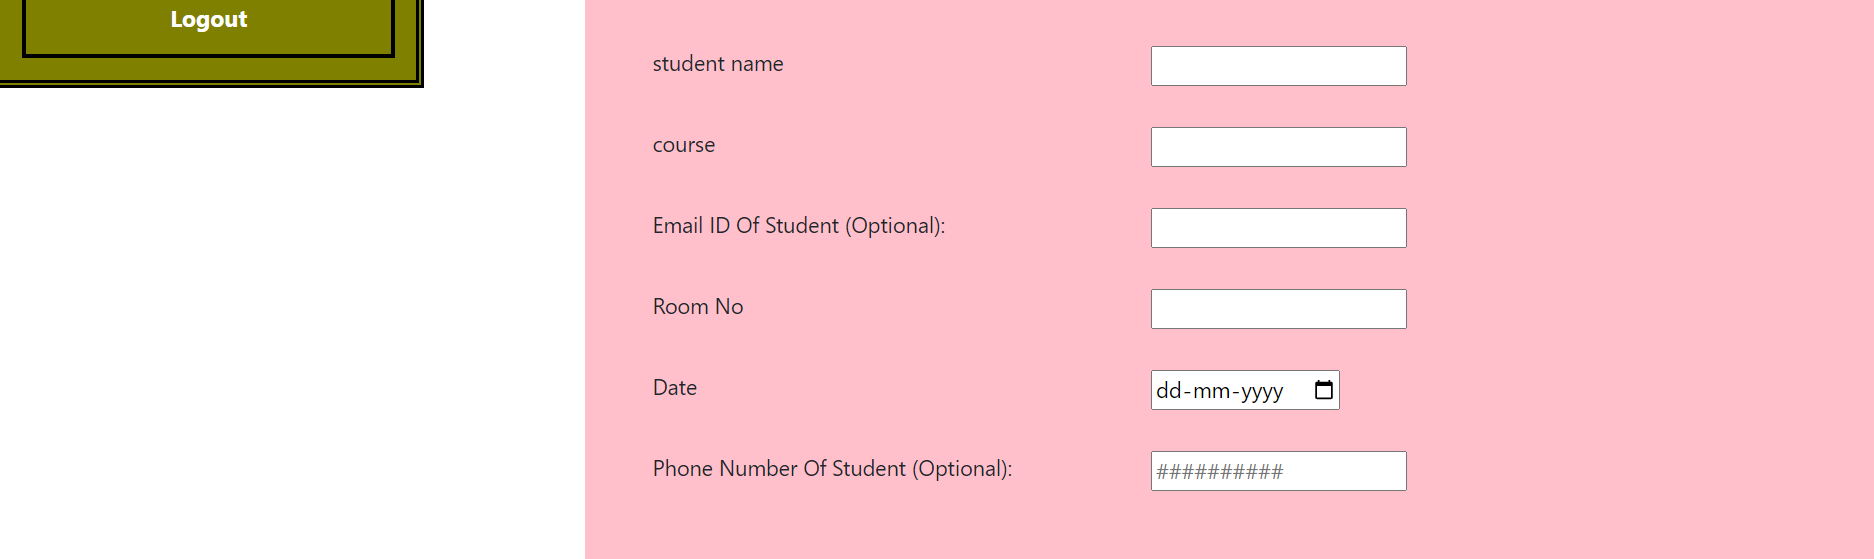 Logout
student name
course
Email ID Of Student (Optional):
Room No
Date
dd-mm-yyyy
Phone Number Of Student (Optional):
##########